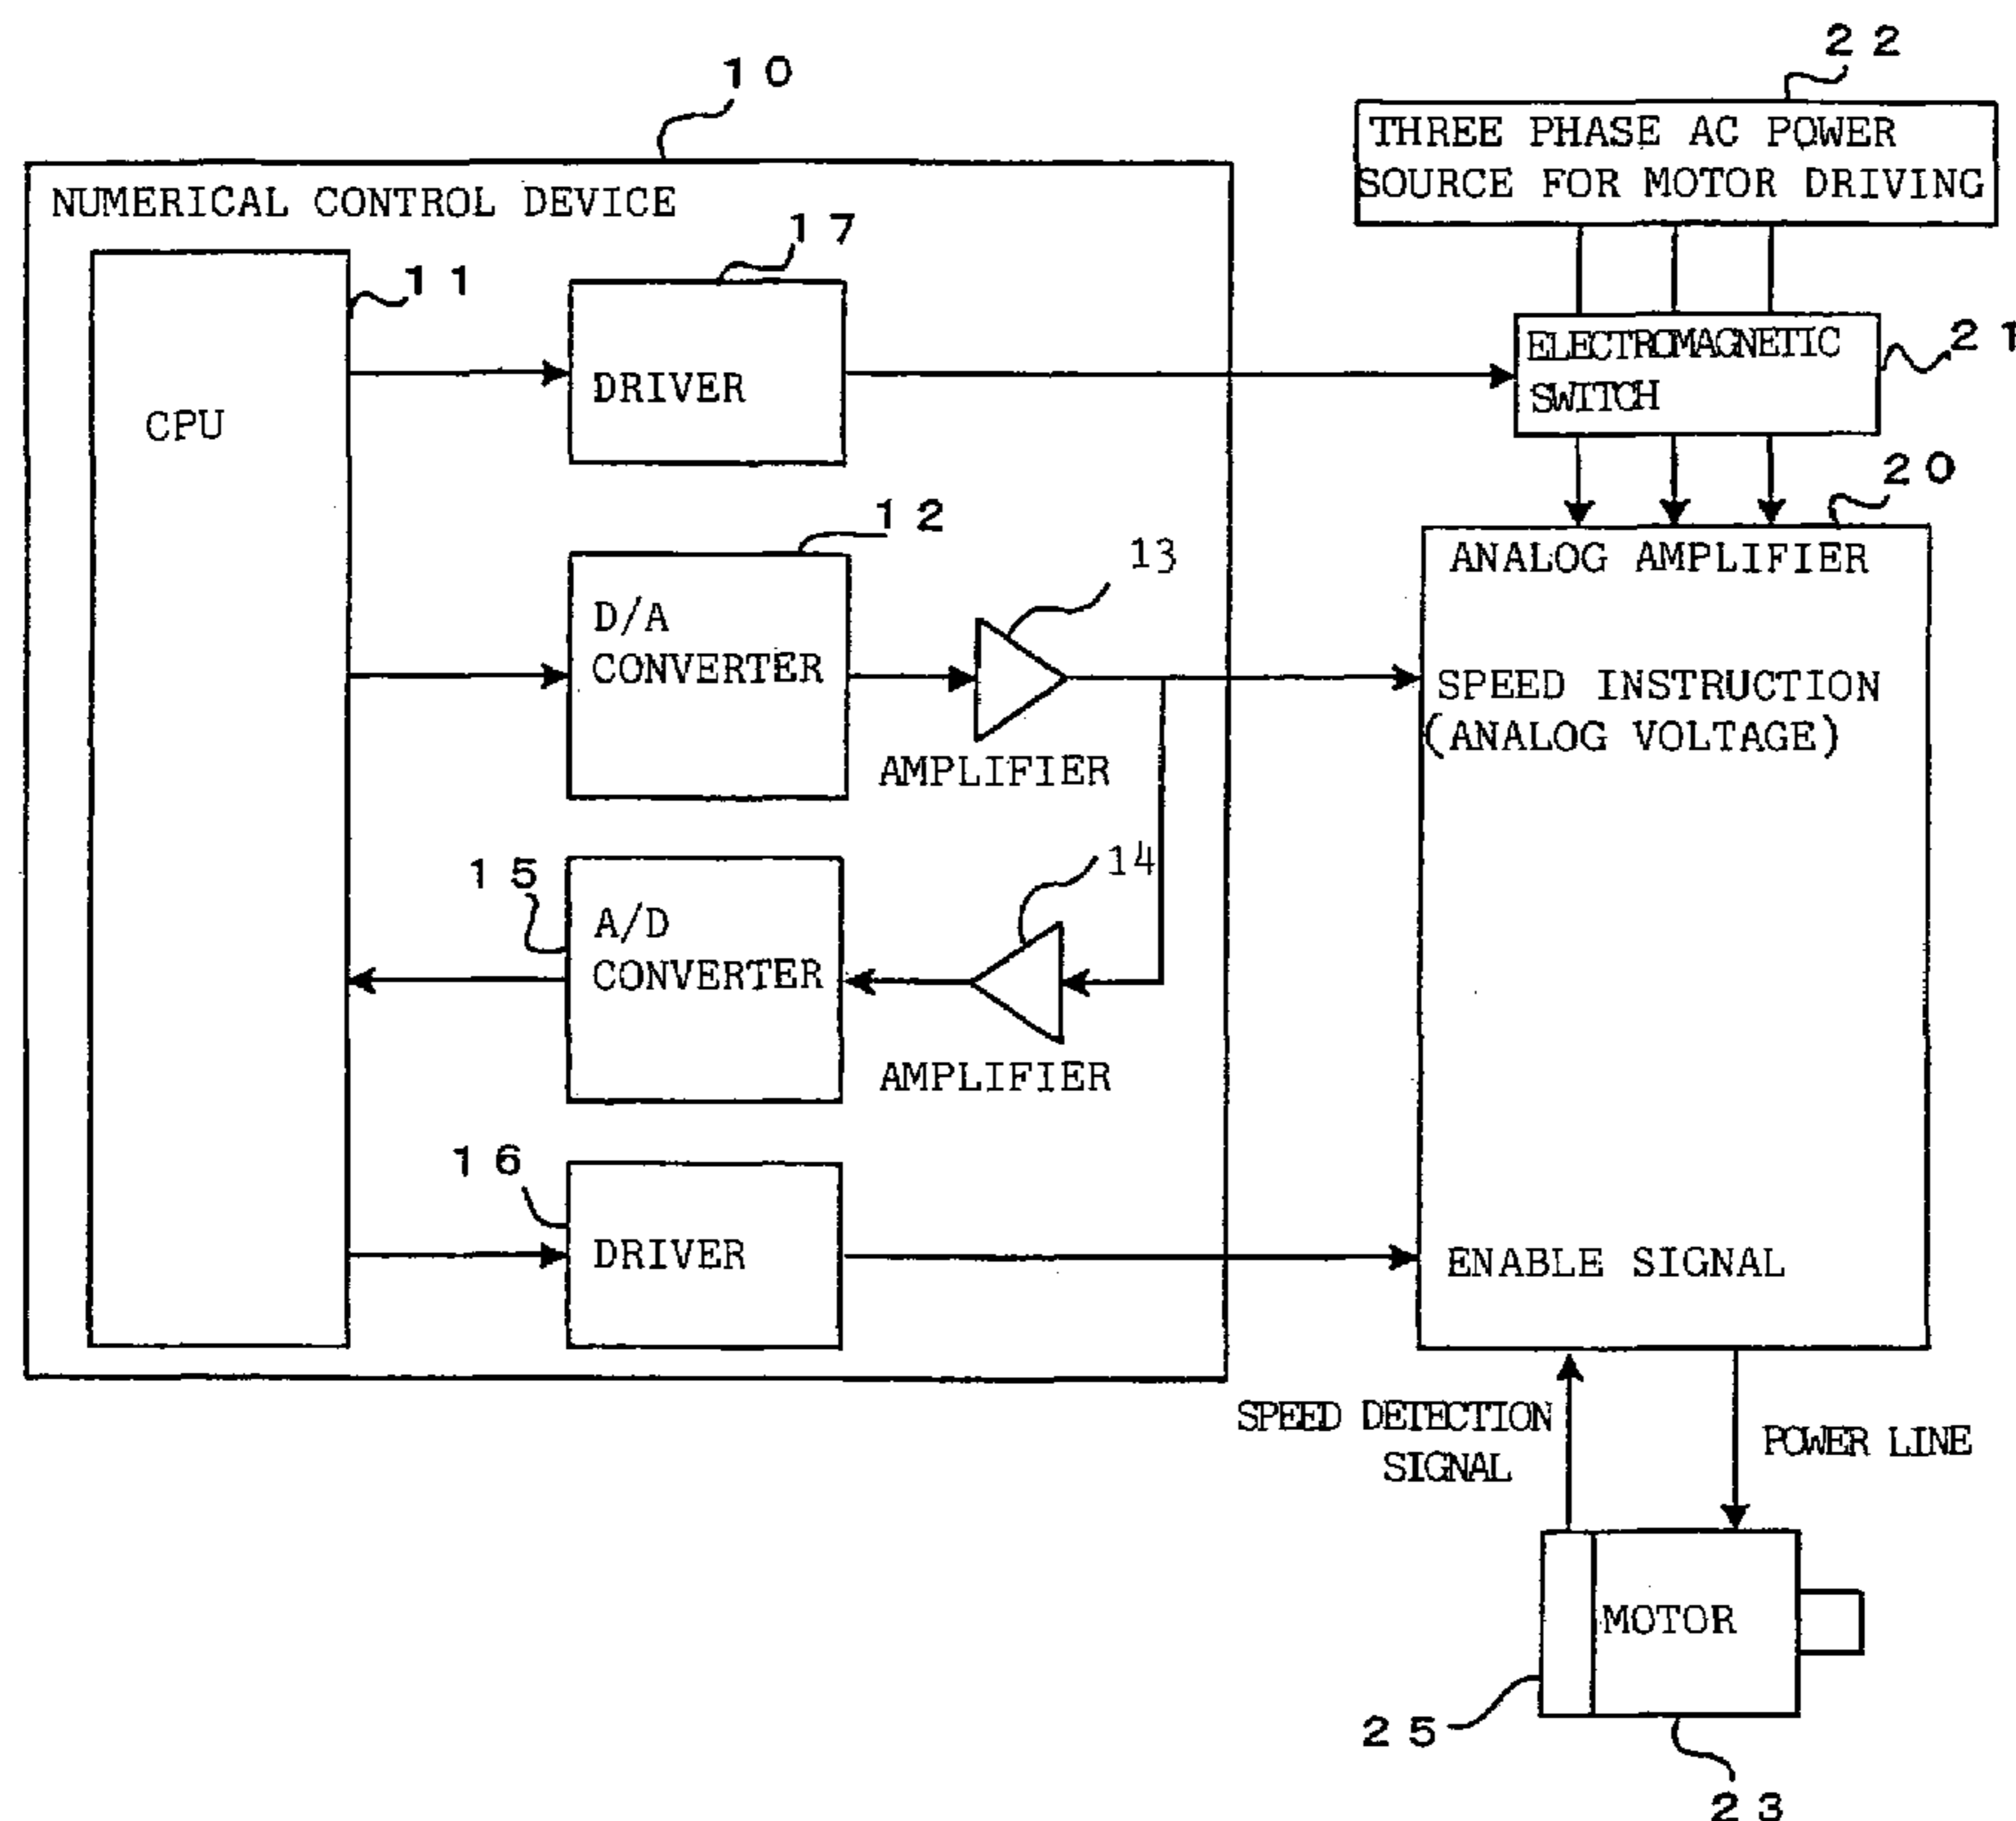 22
10
THREE PHASE AC POWER
SOURCE FOR MOTOR DRIVING
NUMERICAL CONTROL DEVICE
17
11
ELECTROMAGNETIC
SWITCH
21
DRIVER
CPU
20
12
13
ANALOG AMPLIFIER
D/A
CONVERTER
SPEED INSTRUCTION
(ANALOG VOLTAGE)
AMPLIFIER
15
14
A/D
CONVERTER
AMPLIFIER
16
DRIVER
ENABLE SIGNAL
SPEED DETECTION
SIGNAL
POWER LINE
MOTOR
25
23